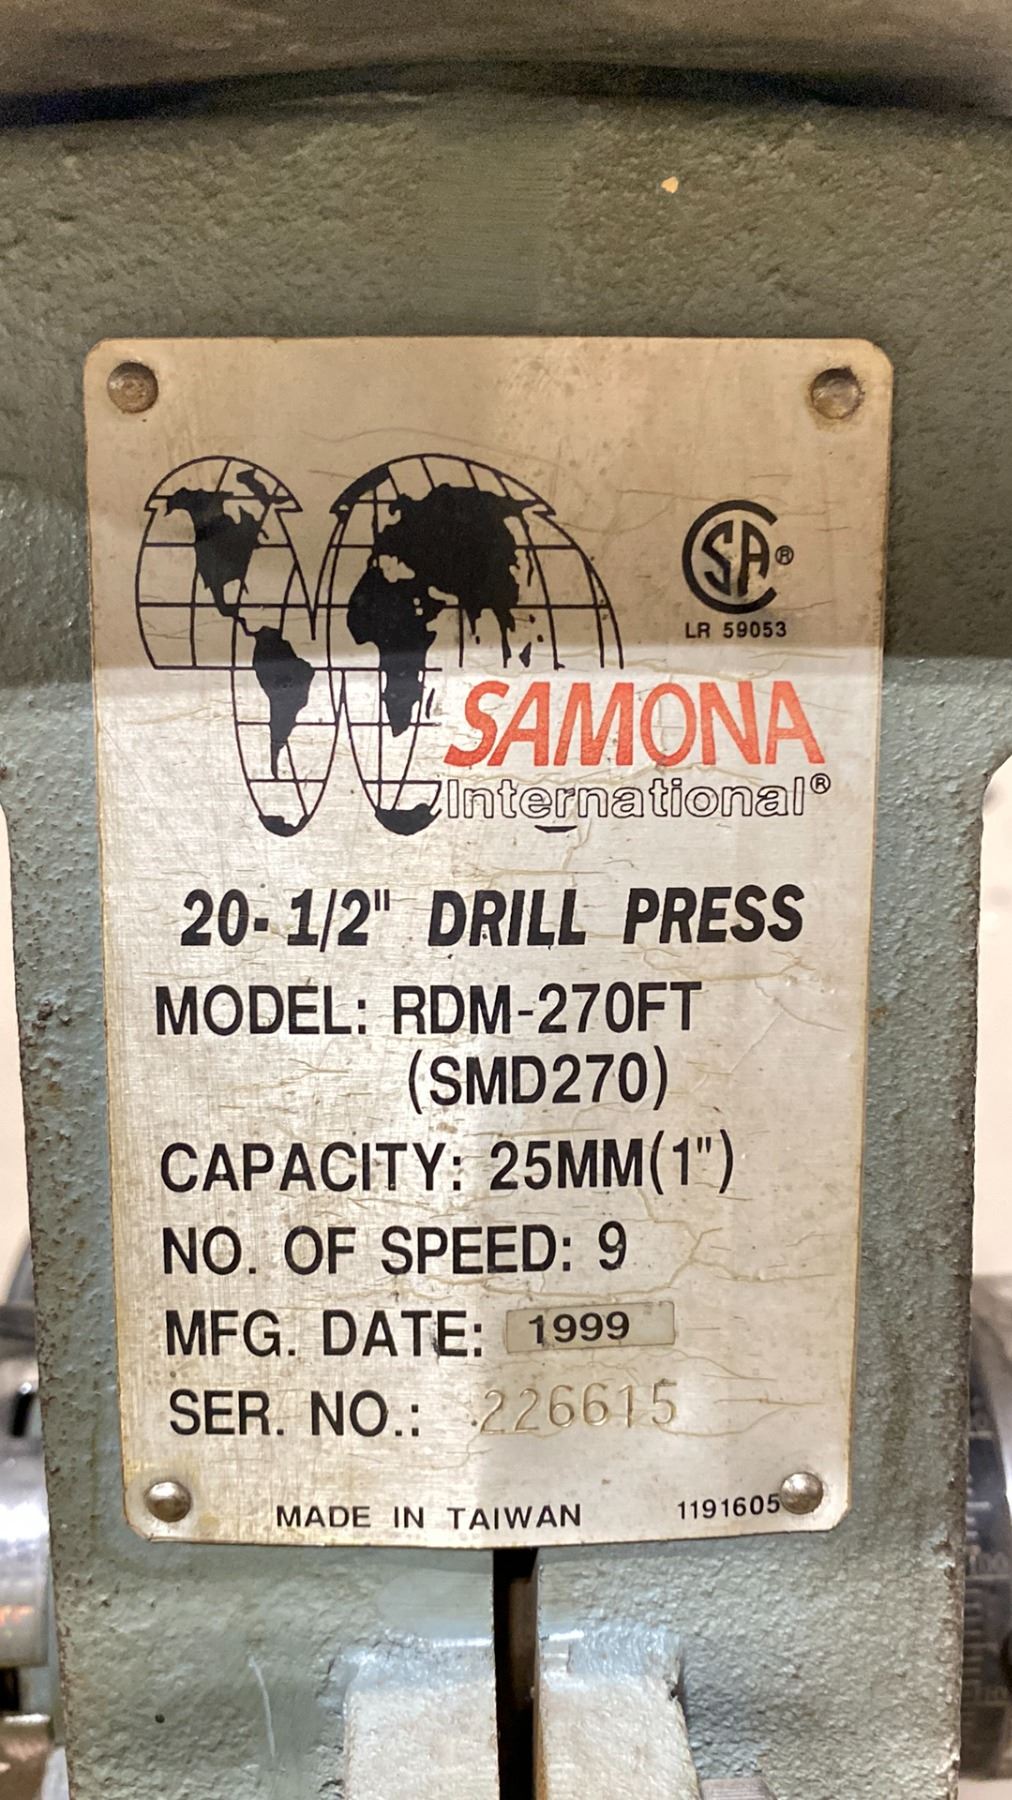 SA®
LR 59053
SAMONA
International®
20-1/2" DRILL PRESS
MODEL: RDM-270FT
(SMD270)
CAPACITY: 25MM(1")
NO. OF SPEED: 9
MFG. DATE: 1999
SER. NO.: 226615
MADE IN TAIWAN 1191605